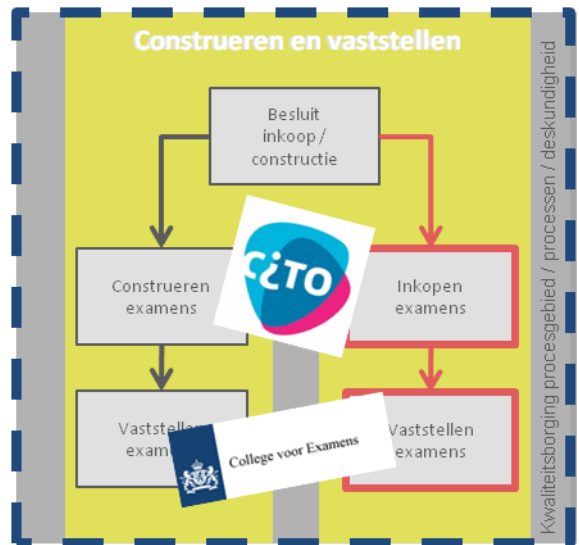 Construeren en vaststellen
Besluit
inkoop /
constructie
CiTO
Construeren
examens
Inkopen
examens
Vaststellen
examens
College voor Examens
Vaststellen
examens
Kwaliteitsborging procesgebied / processen / deskundigheid